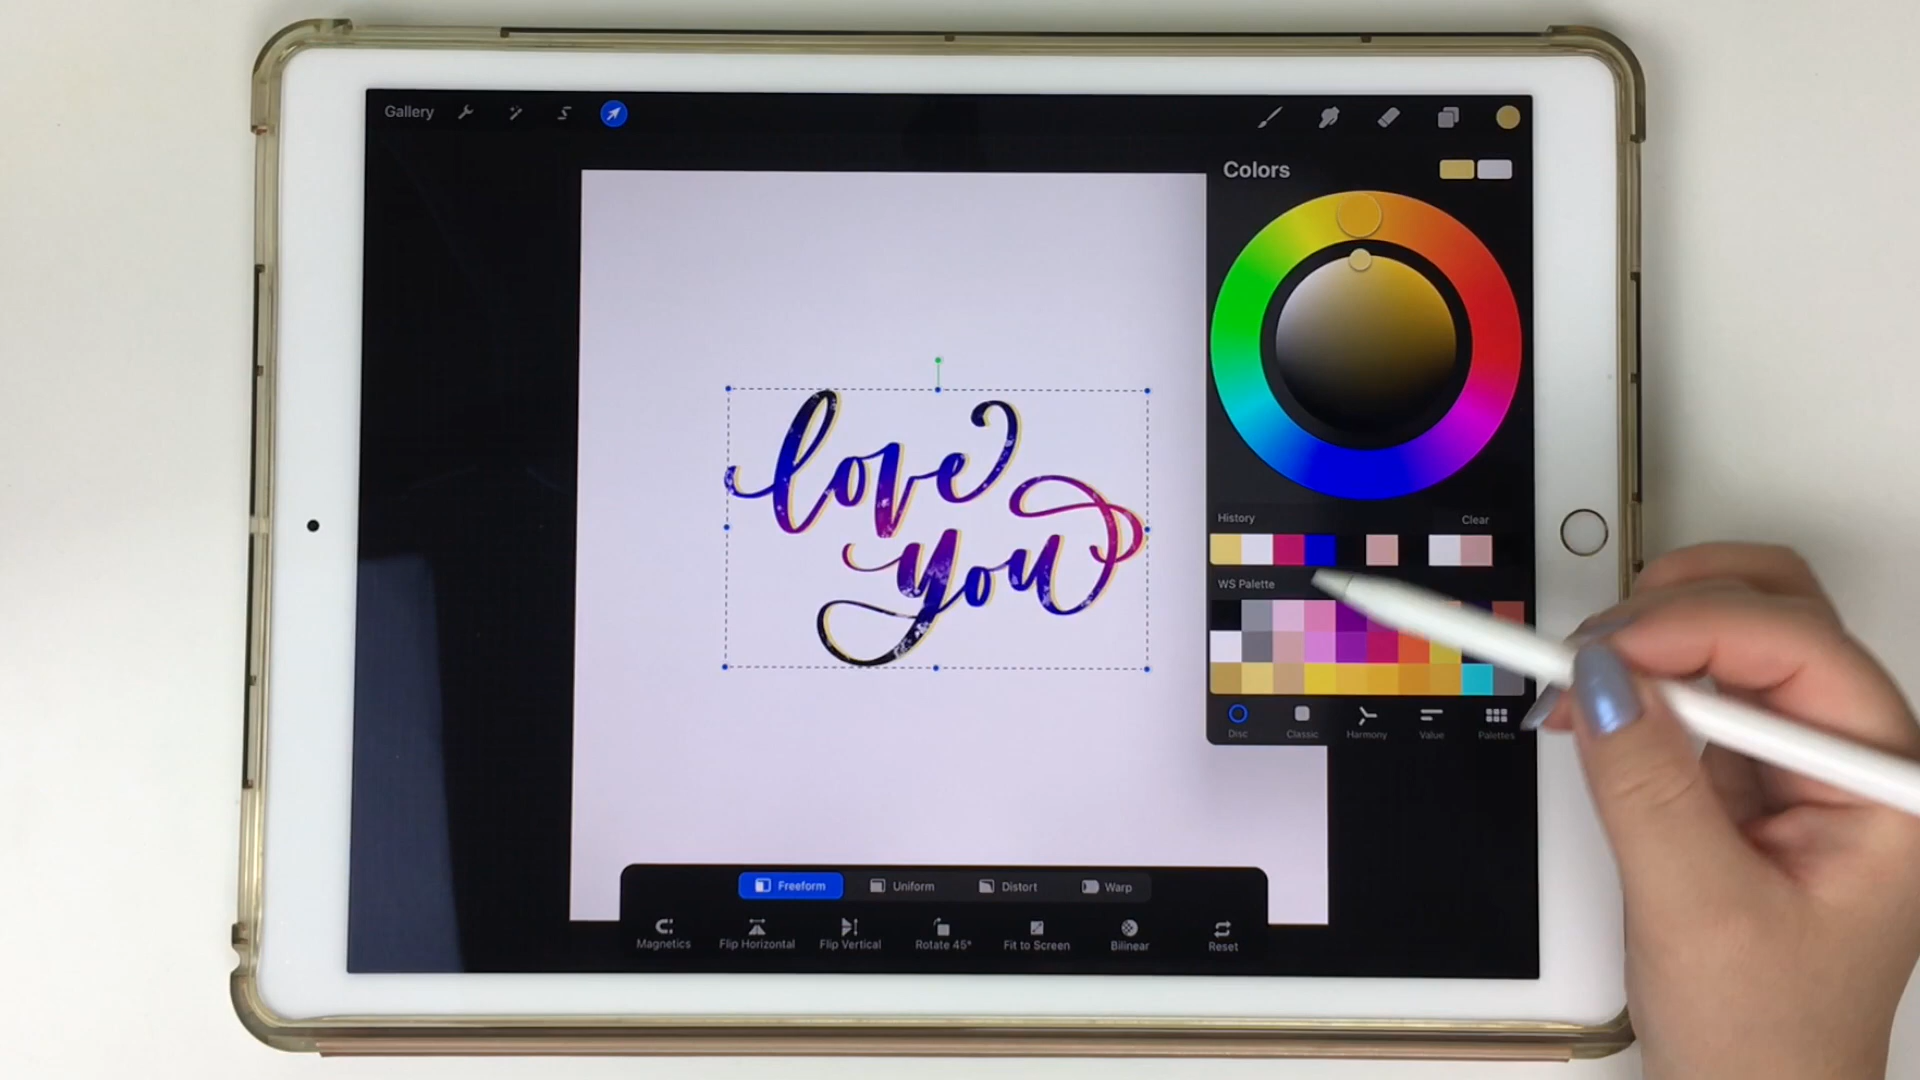 Gallery
Colors
love
you
History Clear
WS Palette
Disc Classic Harmony Value Palettes
Freeform Uniform Distort Warp
Magnetics Flip Horizontal Flip Vertical Rotate 45° Fit to Screen Bilinear Reset